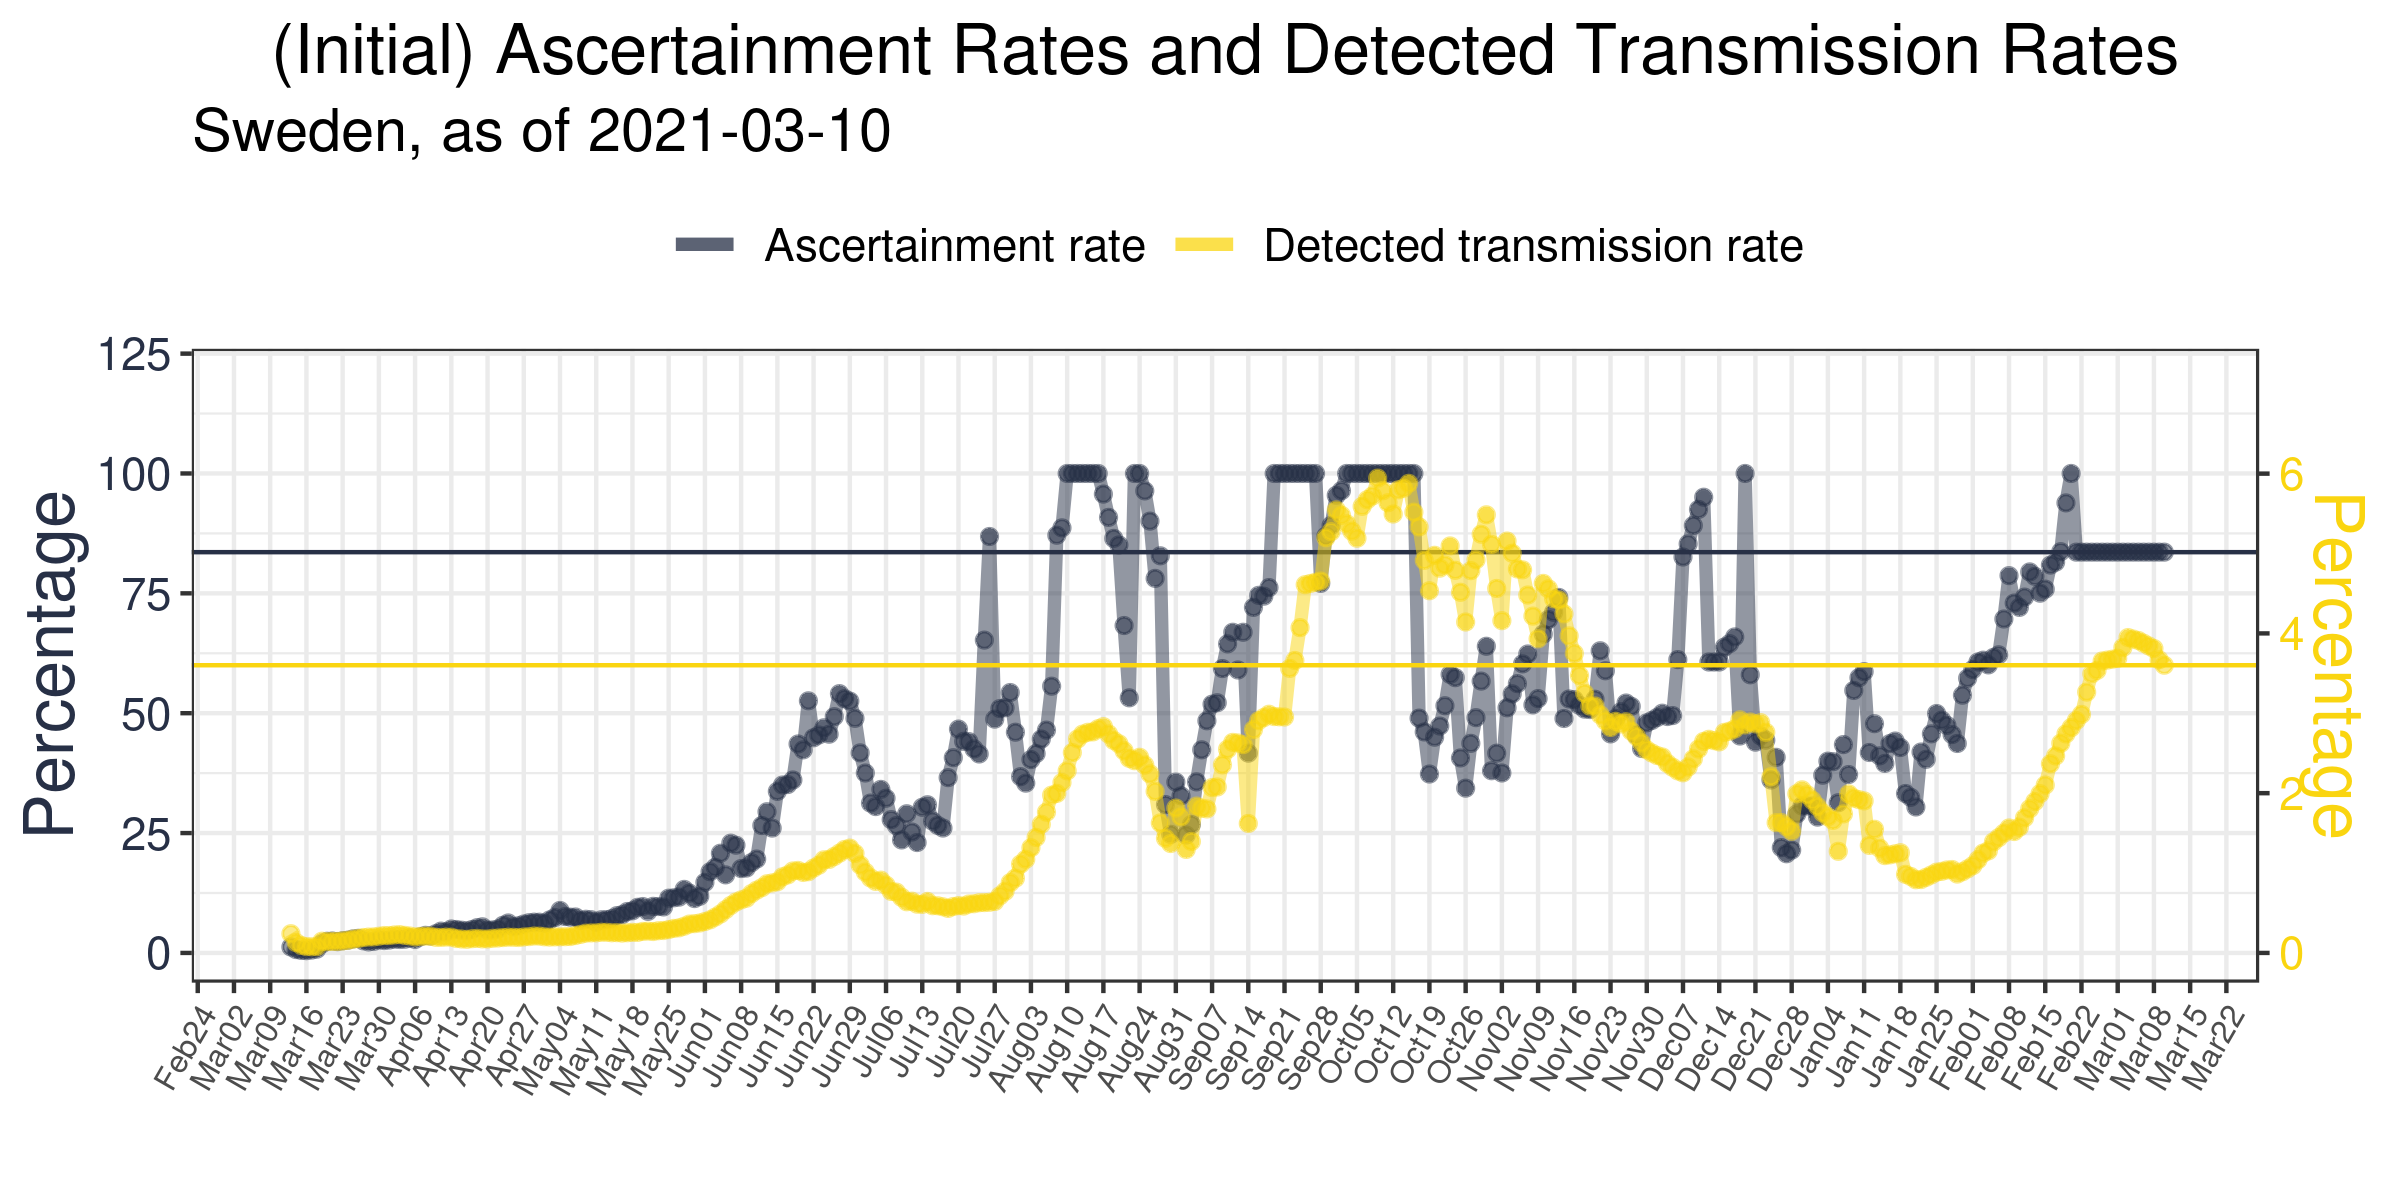 (Initial) Ascertainment Rates and Detected Transmission Rates
Sweden, as of 2021-03-10
Ascertainment rate
Detected transmission rate
Percentage
125
100
75
50
25
0
6
4
2
0
Percentage
Feb24
Mar02
Mar09
Mar16
Mar23
Mar30
Apr06
Apr13
Apr20
Apr27
May04
May11
May18
May25
Jun01
Jun08
Jun15
Jun22
Jun29
Jul06
Jul13
Jul20
Jul27
Aug03
Aug10
Aug17
Aug24
Aug31
Sep07
Sep14
Sep21
Sep28
Oct05
Oct12
Oct19
Oct26
Nov02
Nov09
Nov16
Nov23
Nov30
Dec07
Dec14
Dec21
Dec28
Jan04
Jan11
Jan18
Jan25
Feb01
Feb08
Feb15
Feb22
Mar01
Mar08
Mar15
Mar22